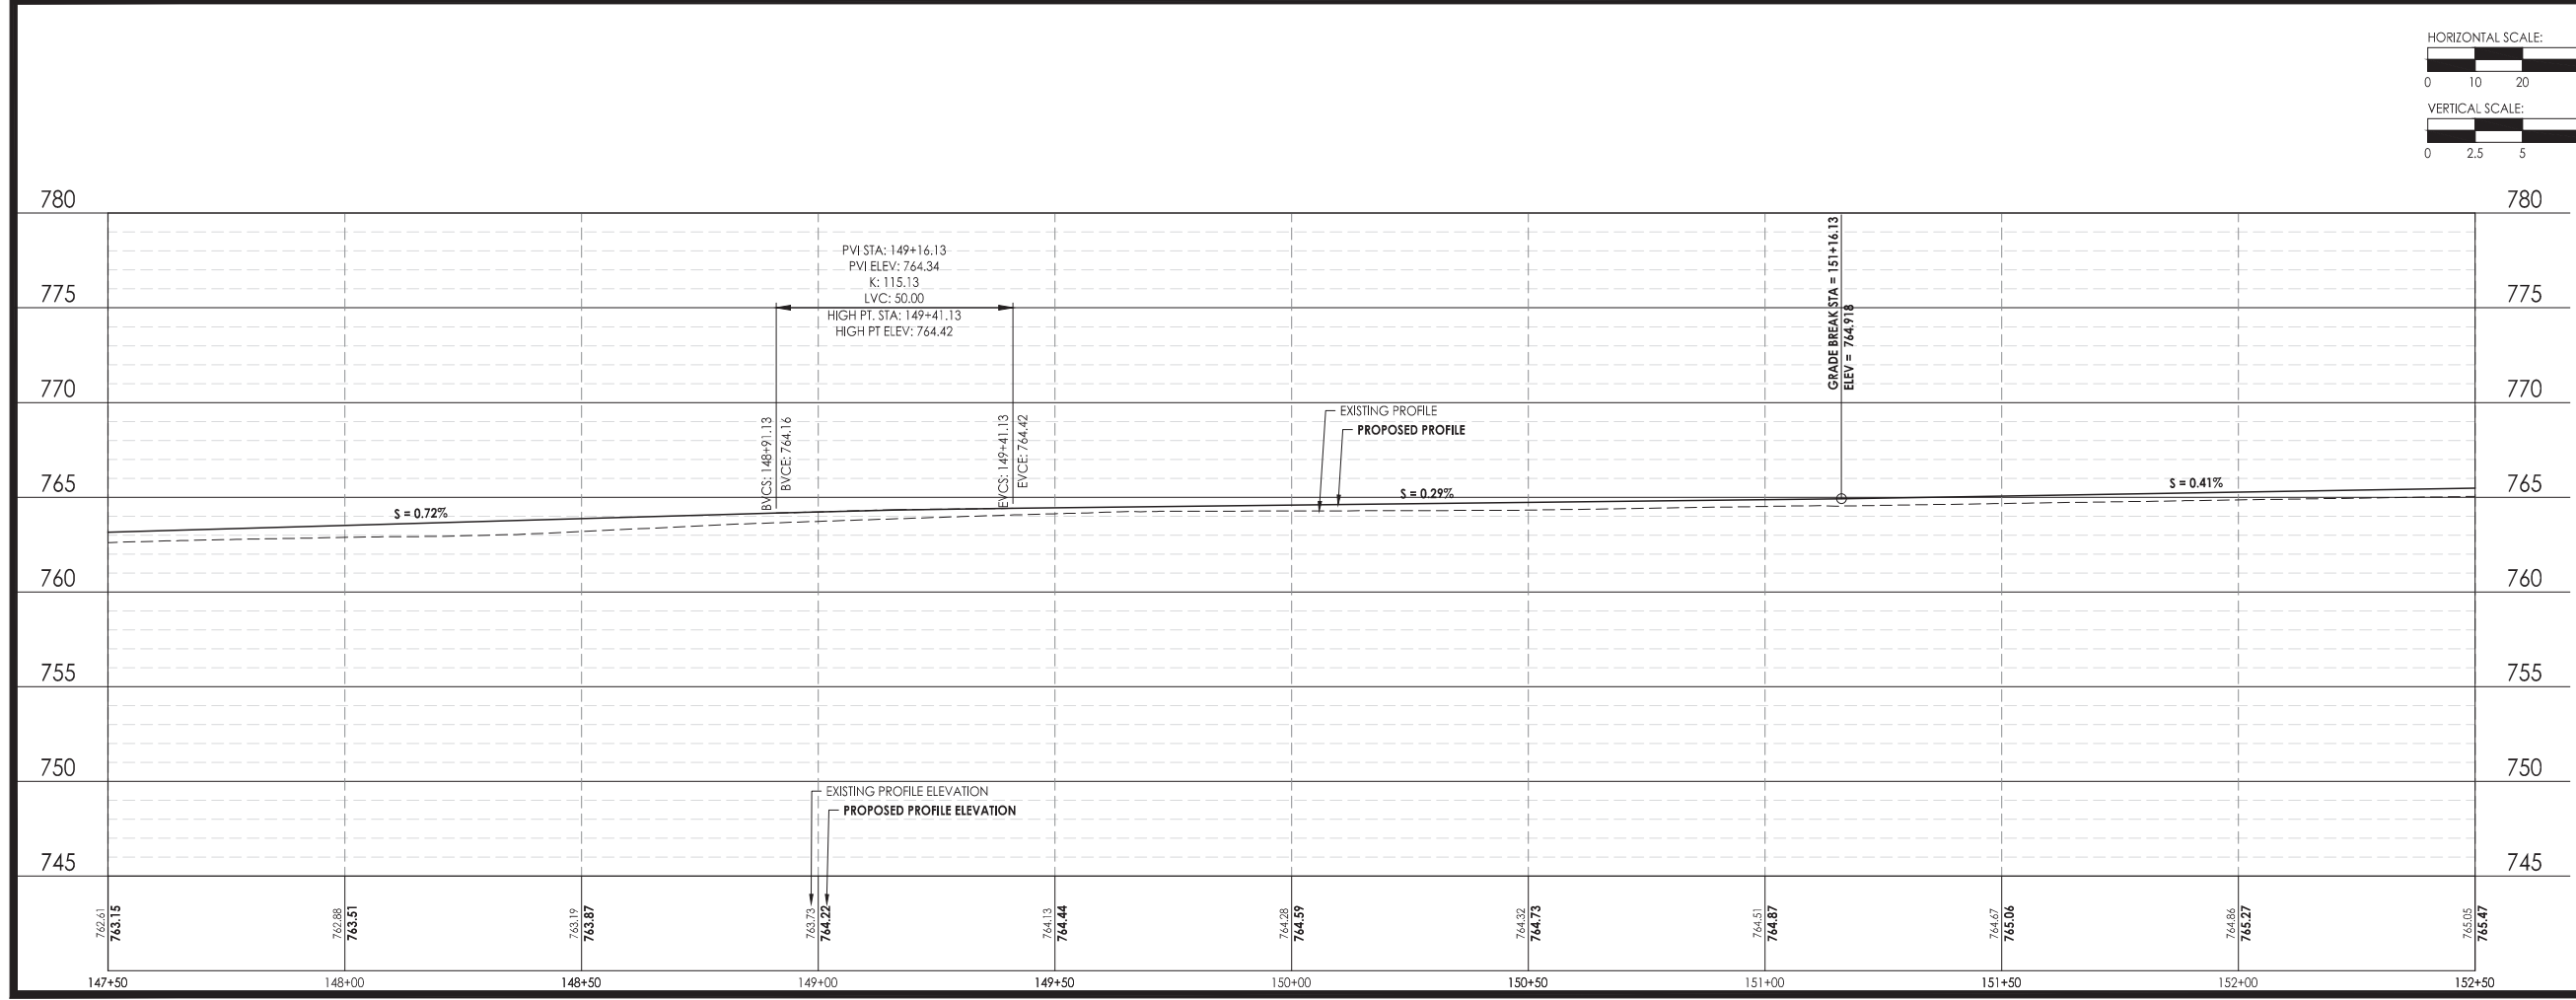 HORIZONTAL SCALE:
0 10 20
VERTICAL SCALE:
0 2.5 5
780 780
775 775
770 770
765 765
760 760
755 755
750 750
745 745
PVI STA: 149+16.13
PVI ELEV: 764.34
K: 115.13
LVC: 50.00
HIGH PT. STA: 149+41.13
HIGH PT ELEV: 764.42
BVCS: 148+91.13
BVCE: 764.16
EVCS: 149+41.13
EVCE: 764.42
GRADE BREAK STA = 151+16.13
ELEV = 764.918
EXISTING PROFILE
PROPOSED PROFILE
S = 0.72%
S = 0.29%
S = 0.41%
EXISTING PROFILE ELEVATION
PROPOSED PROFILE ELEVATION
762.61
763.15
762.88
763.51
763.19
763.87
763.73
764.22
764.13
764.44
764.28
764.59
764.32
764.73
764.51
764.87
764.67
765.06
764.86
765.27
765.05
765.47
147+50 148+00 148+50 149+00 149+50 150+00 150+50 151+00 151+50 152+00 152+50